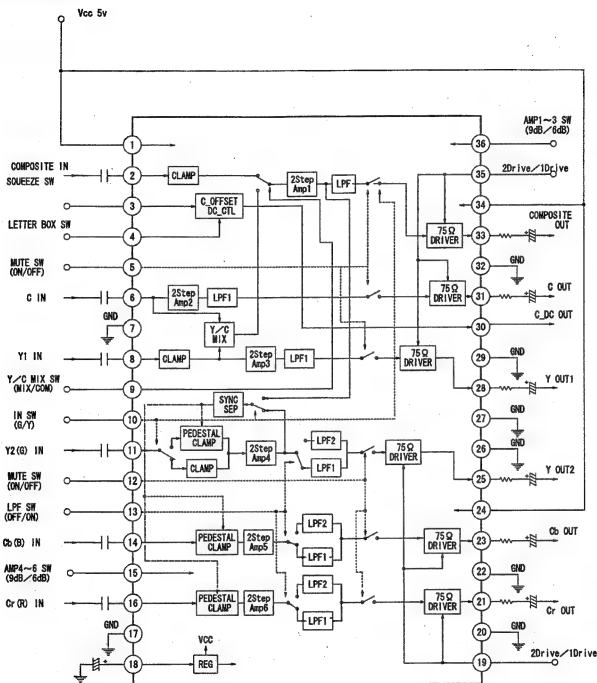 Vcc 5v
AMP1~3 SW
(9dB/6dB)
1
36
COMPOSITE IN
2
CLAMP
2Step
Amp1
LPF
35
2Drive/1Drive
SQUEEZE SW
3
C_OFFSET
DC_CTL
34
COMPOSITE
OUT
LETTER BOX SW
4
75Ω
DRIVER
33
MUTE SW
(ON/OFF)
5
32
GND
C IN
6
2Step
Amp2
LPF1
75Ω
DRIVER
31
C OUT
GND
7
Y/C
MIX
30
C_DC OUT
Y1 IN
8
CLAMP
2Step
Amp3
LPF1
75Ω
DRIVER
29
GND
Y/C MIX SW
(MIX/COM)
9
28
Y OUT1
IN SW
(G/Y)
10
SYNC
SEP
27
GND
Y2(G) IN
11
PEDESTAL
CLAMP
CLAMP
2Step
Amp4
LPF2
LPF1
75Ω
DRIVER
26
GND
MUTE SW
(ON/OFF)
12
25
Y OUT2
LPF SW
(OFF/ON)
13
24
Cb(B) IN
14
PEDESTAL
CLAMP
2Step
Amp5
LPF2
LPF1
75Ω
DRIVER
23
Cb OUT
AMP4~6 SW
(9dB/6dB)
15
22
GND
Cr(R) IN
16
PEDESTAL
CLAMP
2Step
Amp6
LPF2
LPF1
75Ω
DRIVER
21
Cr OUT
GND
17
20
GND
18
VCC
REG
19
2Drive/1Drive